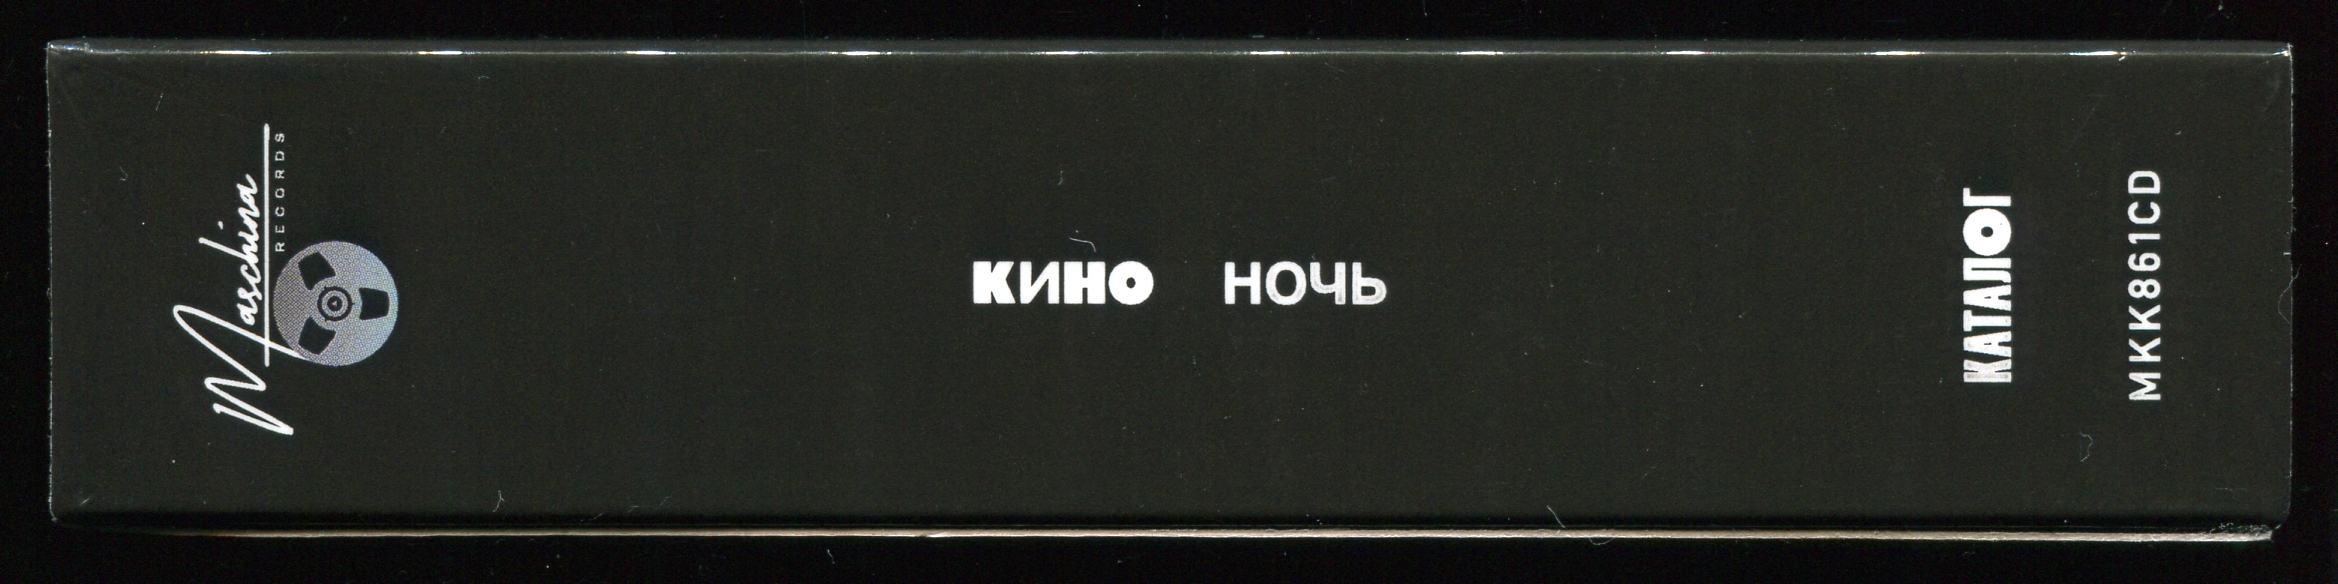 Maschina
RECORDS
КИНО НОЧЬ
КАТАЛОГ
MKK861CD